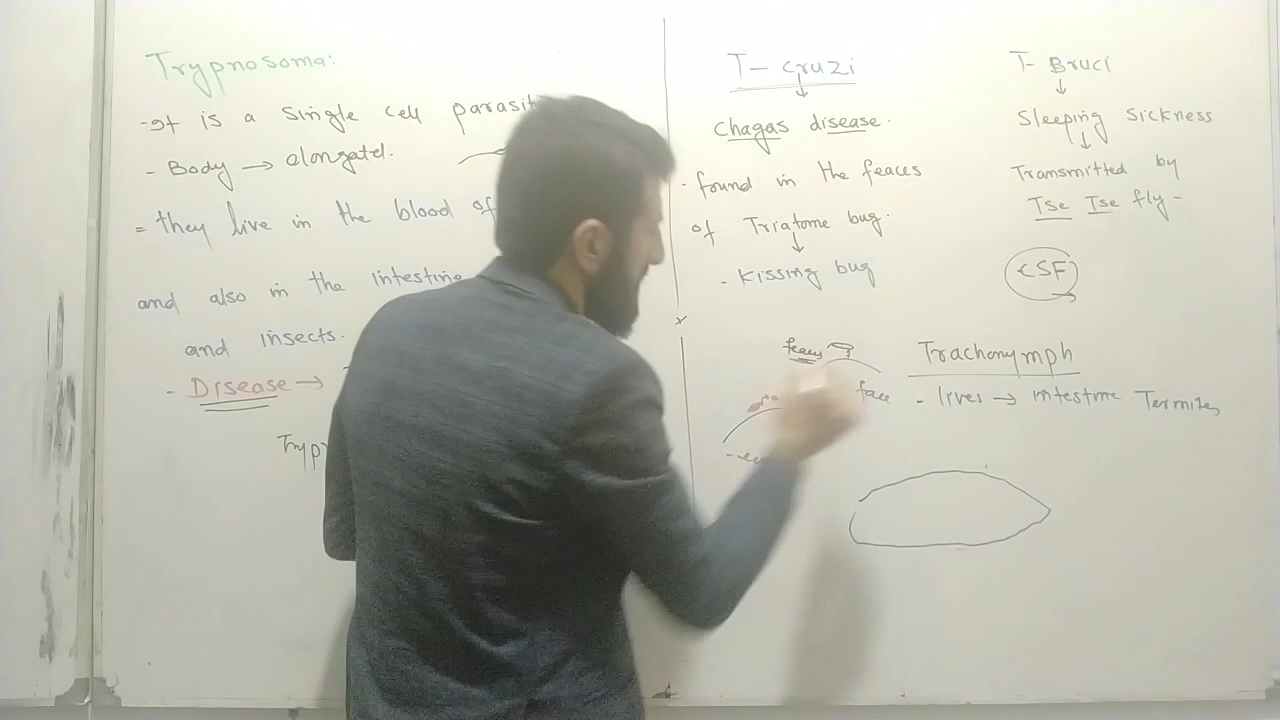 Trypnosoma:
-It is a single cell parasit
- Body → elongated.
= they live in the blood of
and also in the intestine
and insects.
- Disease →
Tryp
T- cruzi
chagas disease.
- found in the feaces
of Triatome bug.
- Kissing bug
feaces
face
T- Bruci
Sleeping sickness
Transmitted by
Tse Tse fly-
CSF
Trachonymph
- lives → intestine Termites